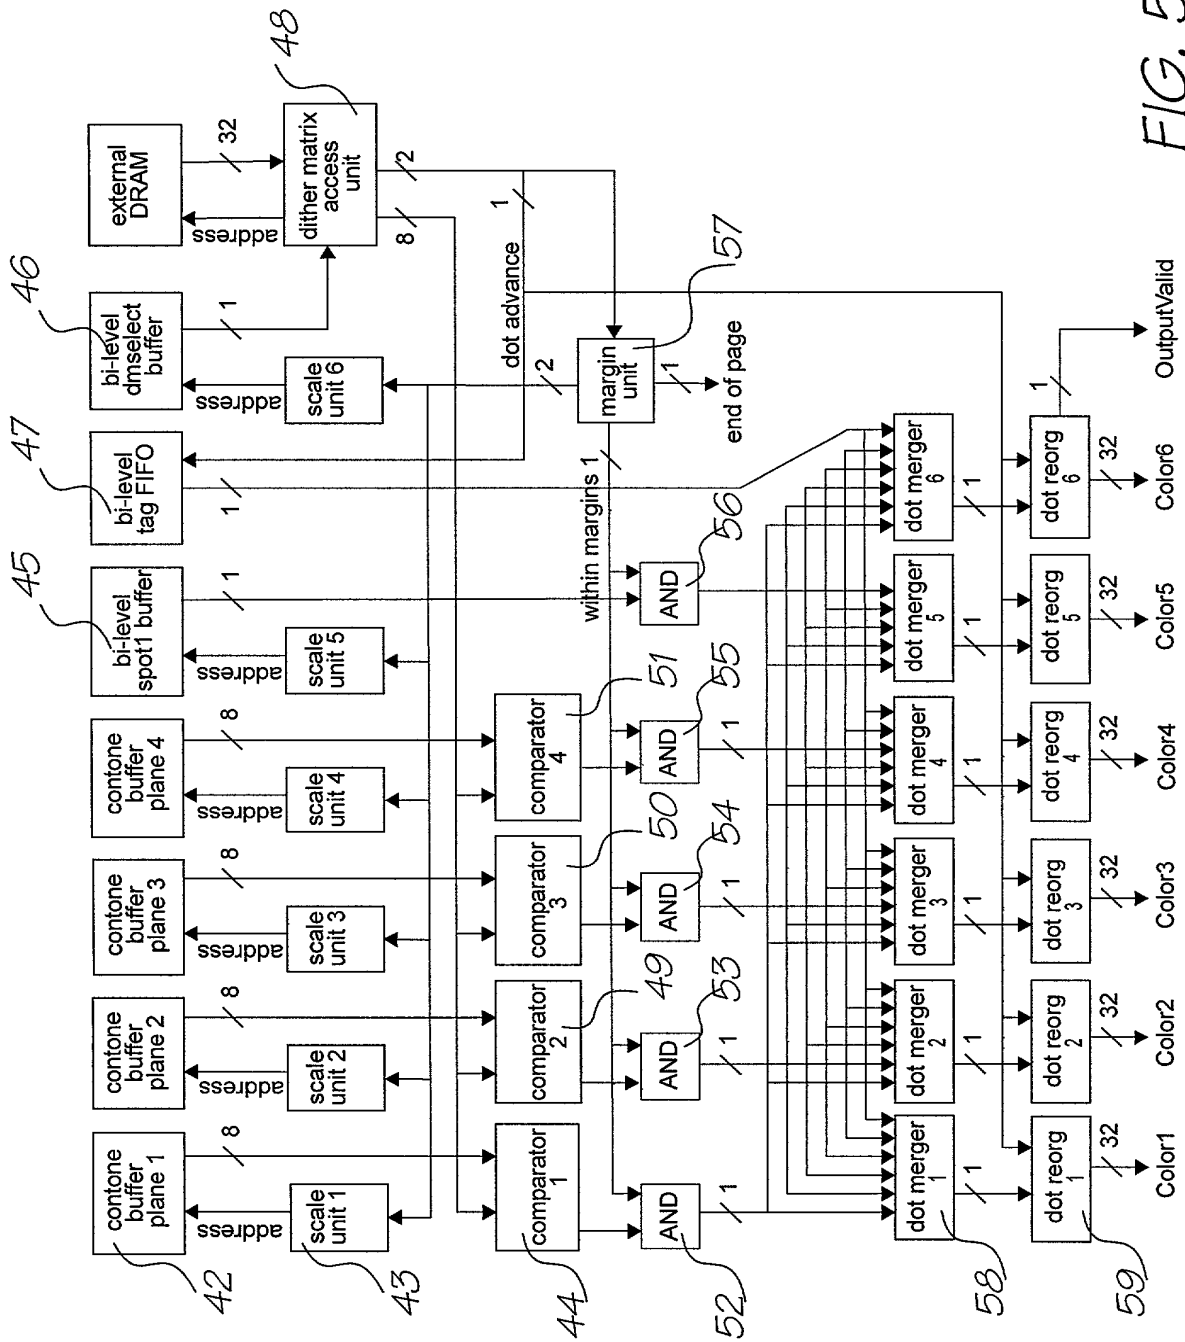 45
47
46
48
42
contone
buffer
plane 1
contone
buffer
plane 2
contone
buffer
plane 3
contone
buffer
plane 4
bi-level
spot1 buffer
bi-level
tag FIFO
bi-level
dmselect
buffer
external
DRAM
address
8
address
8
address
8
address
8
address
1
1
address
1
address
32
43
scale
unit 1
scale
unit 2
scale
unit 3
scale
unit 4
scale
unit 5
scale
unit 6
dither matrix
access
unit
8
2
dot advance
1
2
44
comparator
1
comparator
2
49
comparator
3
50
comparator
4
51
within margins 1
margin
unit
57
1
end of page
52
AND
AND
53
AND
54
AND
55
AND
56
1
1
1
1
58
dot merger
1
dot merger
2
dot merger
3
dot merger
4
dot merger
5
dot merger
6
1
1
1
1
1
1
59
dot reorg
1
dot reorg
2
dot reorg
3
dot reorg
4
dot reorg
5
dot reorg
6
1
32
32
32
32
32
32
Color1
Color2
Color3
Color4
Color5
Color6
OutputValid
FIG. 5